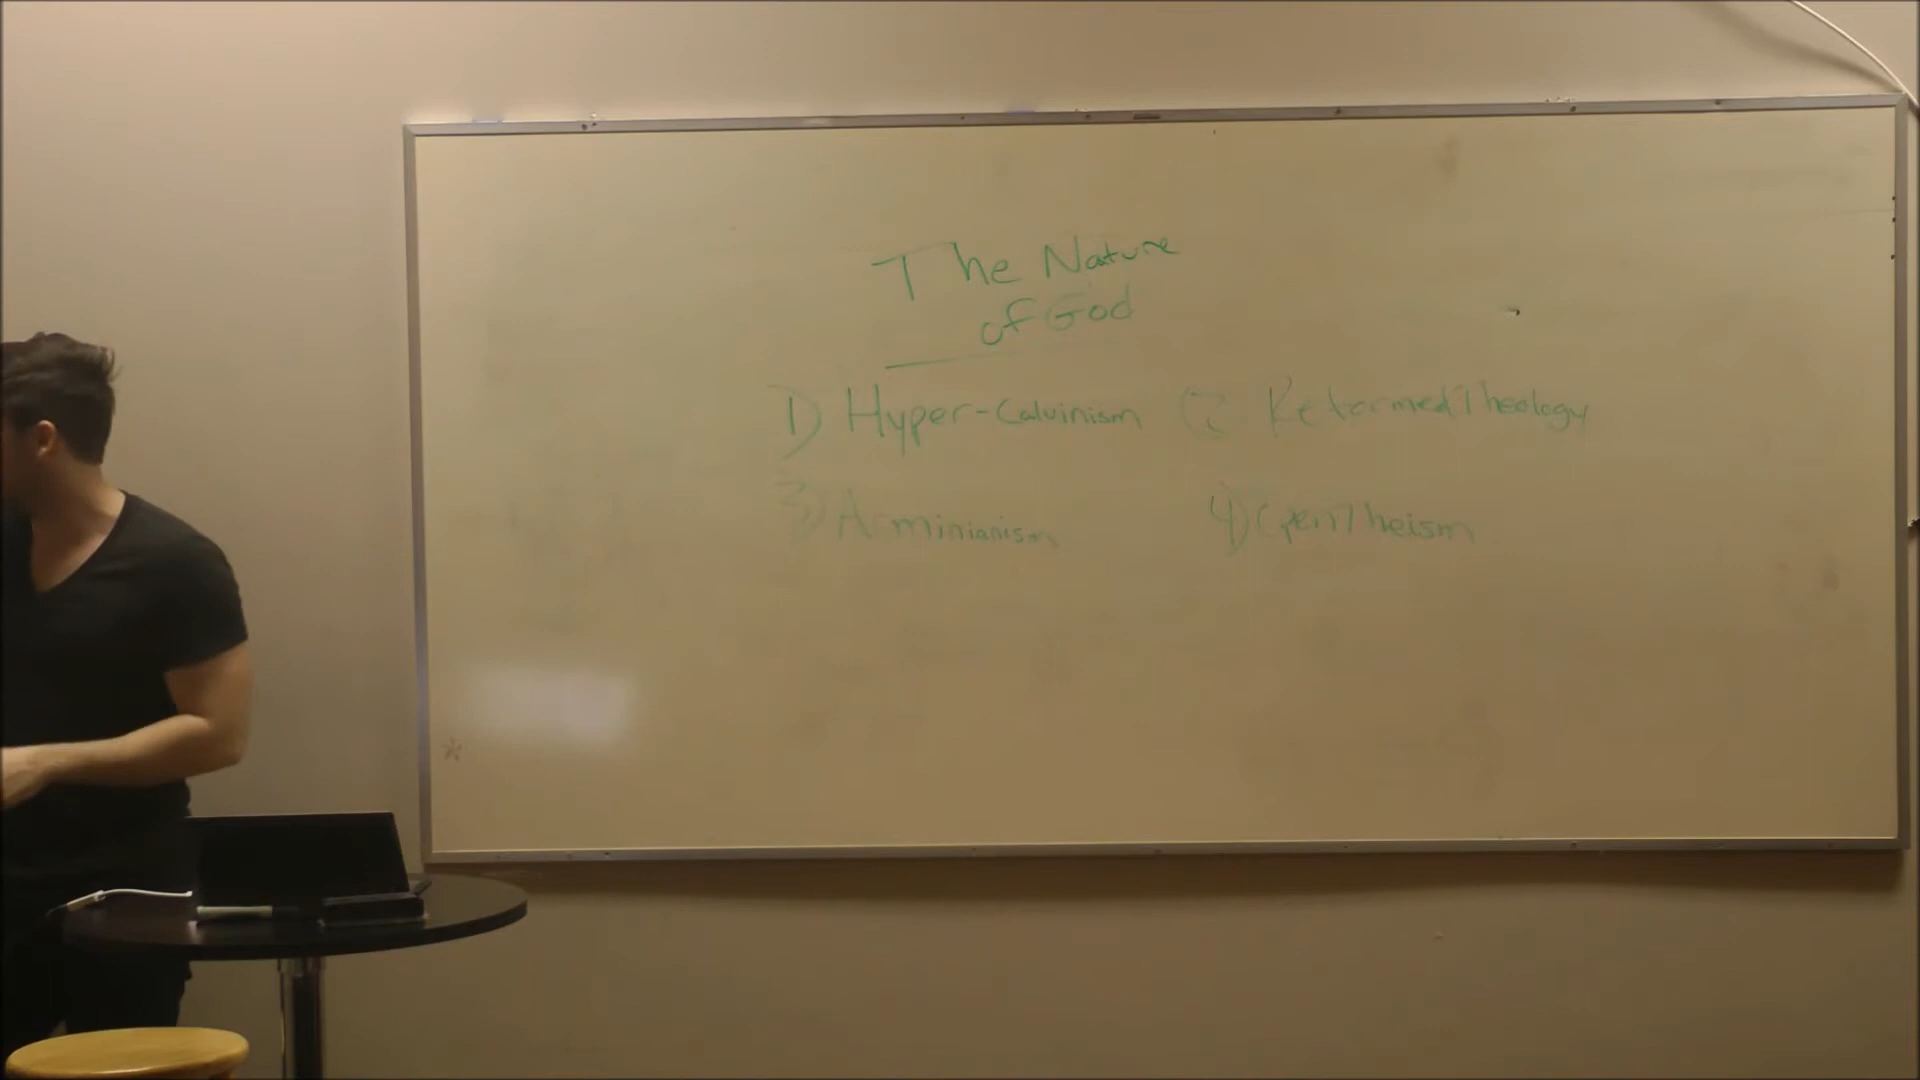 The Nature
of God
1) Hyper-Calvinism 2 Reformed Theology
3) Arminianism 4) Open Theism